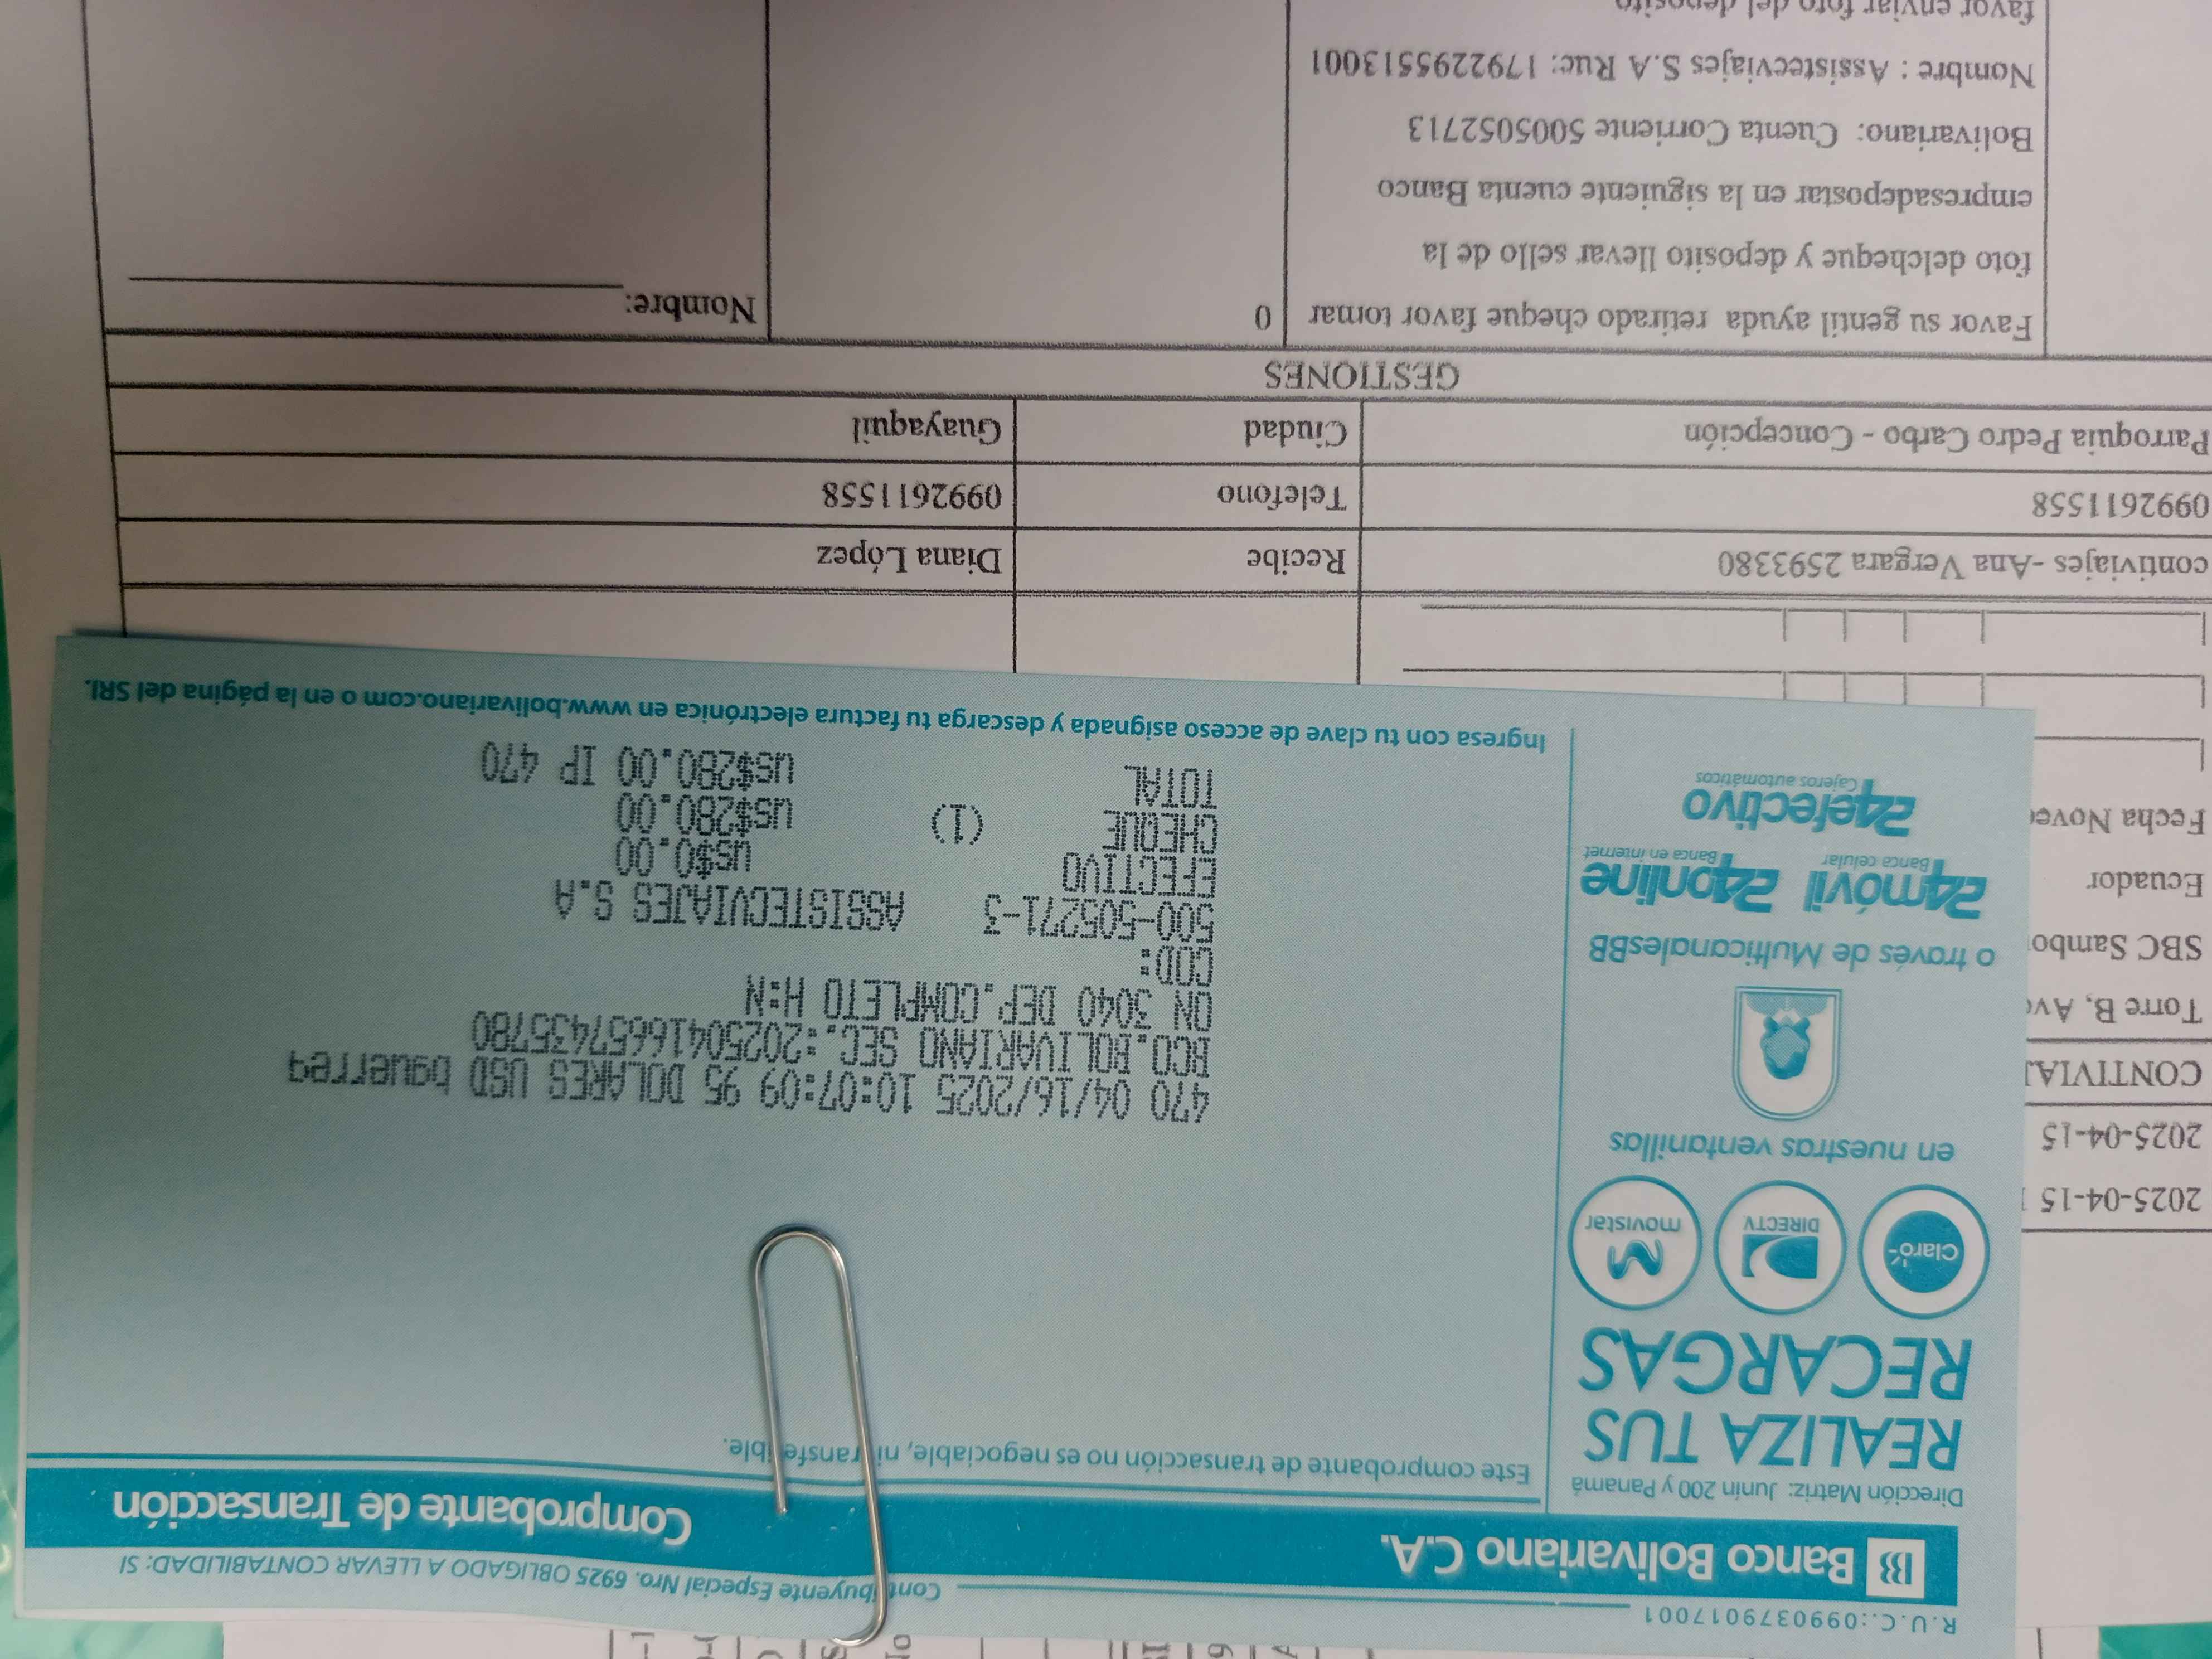 R.U.C.:0990379017001
Contribuyente Especial Nro. 6925 OBLIGADO A LLEVAR CONTABILIDAD: SI
Banco Bolivariano C.A.
Comprobante de Transacción
Dirección Matriz: Junín 200 y Panamá
Este comprobante de transacción no es negociable, ni transferible.
REALIZA TUS
RECARGAS
Claro
DIRECTV
movistar
en nuestras ventanillas
o través de MulticanalesBB
24móvil 24online
Banca celular
Banca en internet
24efectivo
Cajeros automáticos
470 04/16/2025 10:07:09 95 DOLARES USD bguerreq
BCO.BOLIVARIANO SEC.:2025041665743578​0
ON 3040 DEP.COMPLETO H:N
COD:
500-505271-3 ASSISTECVIAJES S.A
EFECTIVO us$0.00
CHEQUE (1) us$280.00
TOTAL us$280.00 IP 470
Ingresa con tu clave de acceso asignada y descarga tu factura electrónica en www.bolivariano.com o en la página del SRI.
2025-04-15
2025-04-15
Torre B,
SBC
Ecuador
Fecha
contiviajes -Ana Vergara 2593380 Recibe Diana López
0992611558 Telefono 0992611558
Parroquia Pedro Carbo - Concepción Ciudad Guayaquil
GESTIONES
Favor su gentil ayuda retirado cheque favor tomar 0 Nombre:
foto delcheque y deposito llevar sello de la
empresadepostar en la siguiente cuenta Banco
Bolivariano: Cuenta Corriente 5005052713
Nombre : Assistecviajes S.A Ruc: 1792295513001
favor enviar foto del deposito